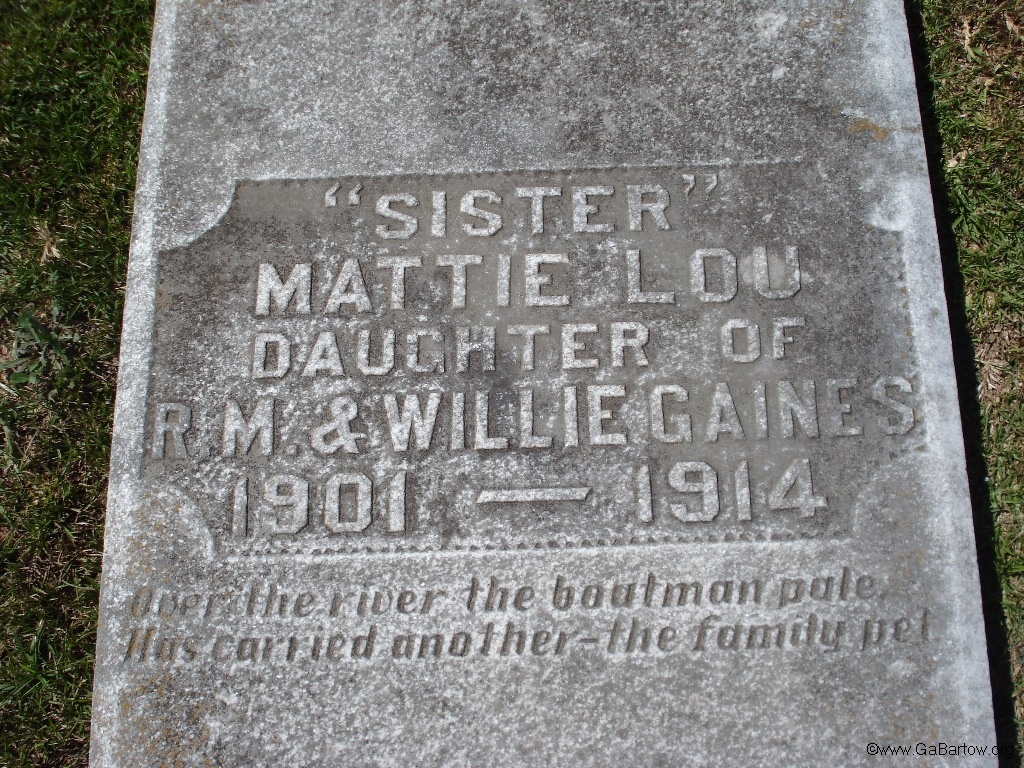 “SISTER”
MATTIE LOU
DAUGHTER OF
R.M. & WILLIE GAINES
1901 — 1914
Over the river the boatman pale,
Has carried another—the family pet.
©www.GaBartow.org